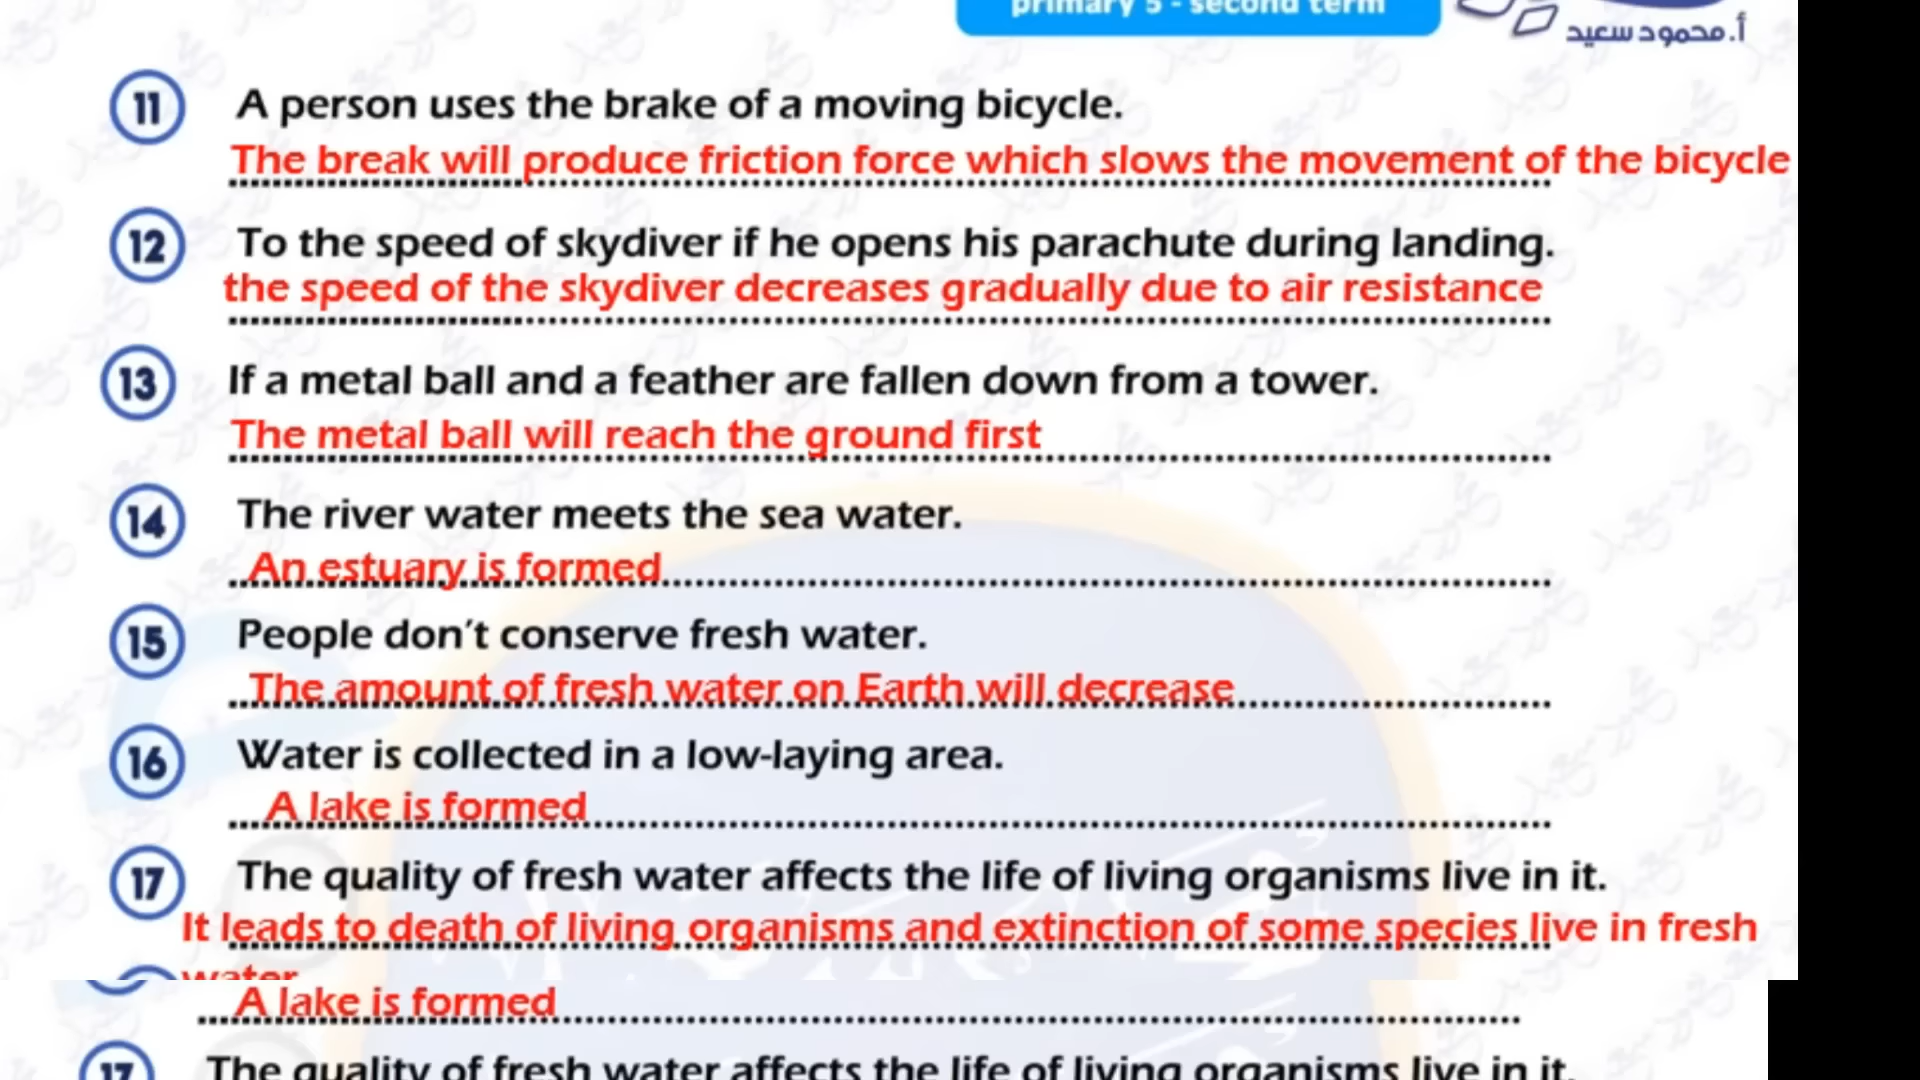 primary 5 - second term
أ. محمود سعيد
11 A person uses the brake of a moving bicycle.
The break will produce friction force which slows the movement of the bicycle
12 To the speed of skydiver if he opens his parachute during landing.
the speed of the skydiver decreases gradually due to air resistance
13 If a metal ball and a feather are fallen down from a tower.
The metal ball will reach the ground first
14 The river water meets the sea water.
An estuary is formed
15 People don't conserve fresh water.
The amount of fresh water on Earth will decrease
16 Water is collected in a low-laying area.
A lake is formed
17 The quality of fresh water affects the life of living organisms live in it.
It leads to death of living organisms and extinction of some species live in fresh
water
A lake is formed
17 The quality of fresh water affects the life of living organisms live in it.